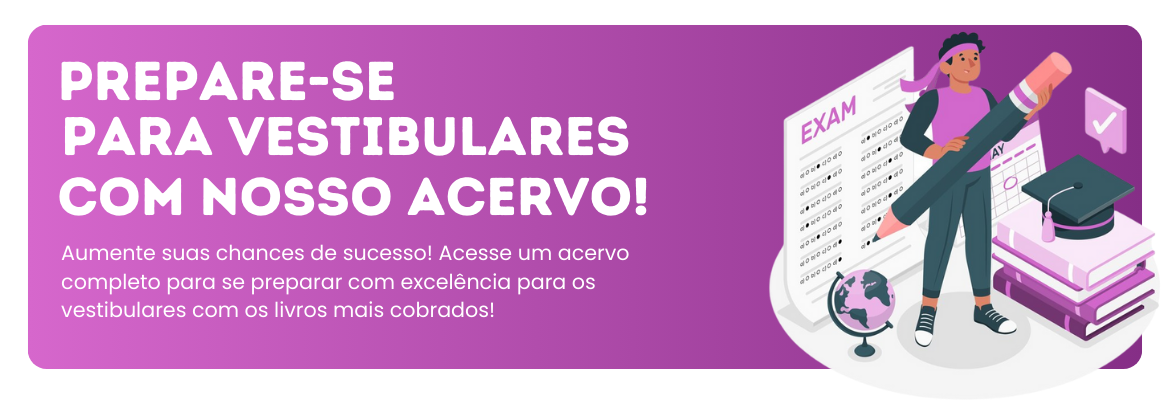 PREPARE-SE
PARA VESTIBULARES
COM NOSSO ACERVO!
Aumente suas chances de sucesso! Acesse um acervo
completo para se preparar com excelência para os
vestibulares com os livros mais cobrados!
EXAM
AY